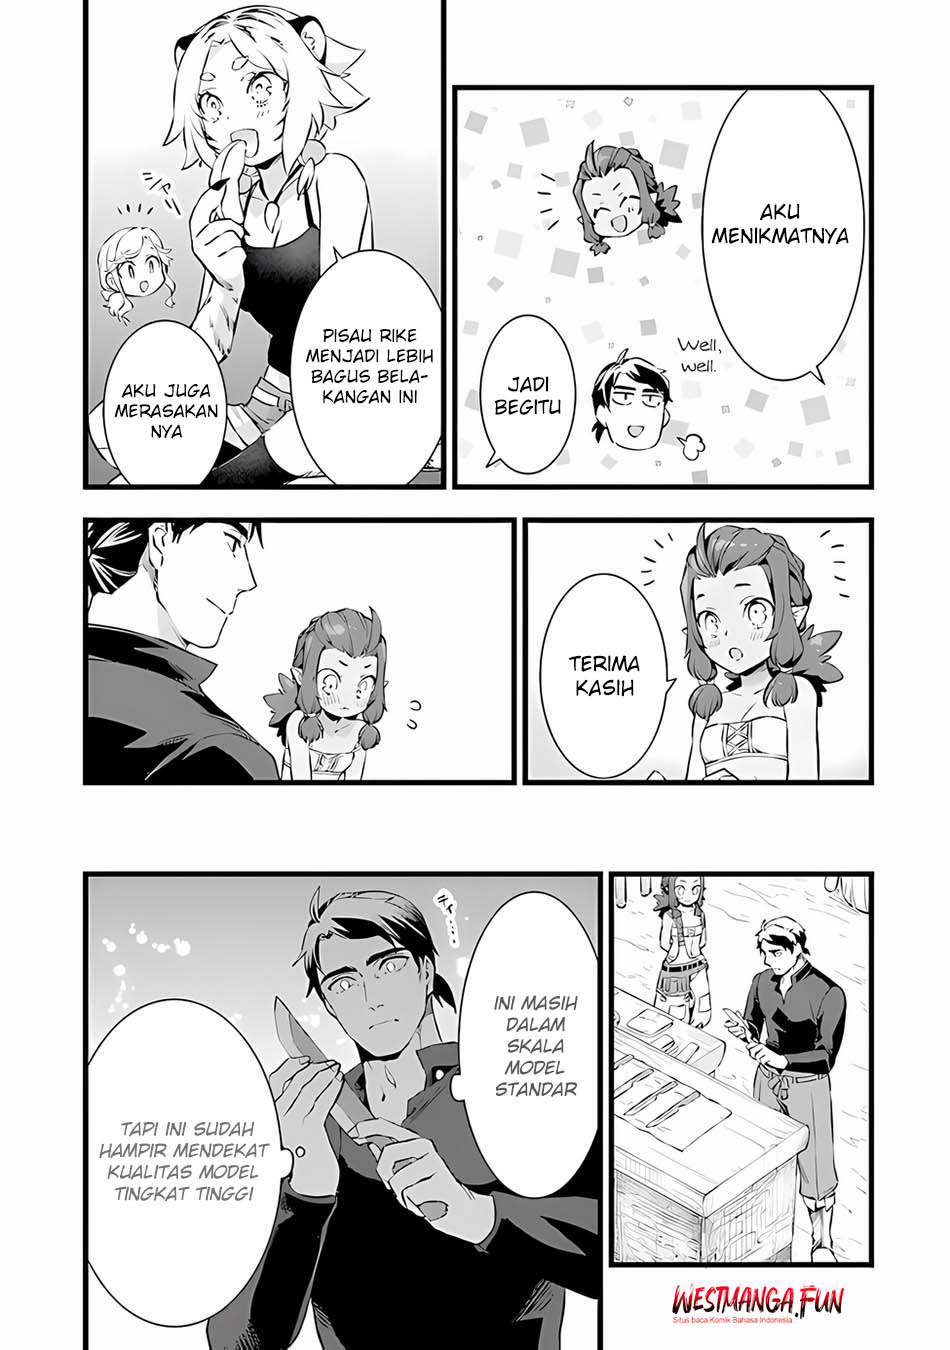 AKU
MENIKMATNYA
Well,
well.
JADI
BEGITU
PISAU RIKE
MENJADI LEBIH
BAGUS BELA-
KANGAN INI
AKU JUGA
MERASAKAN
NYA
TERIMA
KASIH
INI MASIH
DALAM
SKALA
MODEL
STANDAR
TAPI INI SUDAH
HAMPIR MENDEKAT
KUALITAS MODEL
TINGKAT TINGGI
WESTMANGA.FUN
Situs baca Komik Bahasa Indonesia